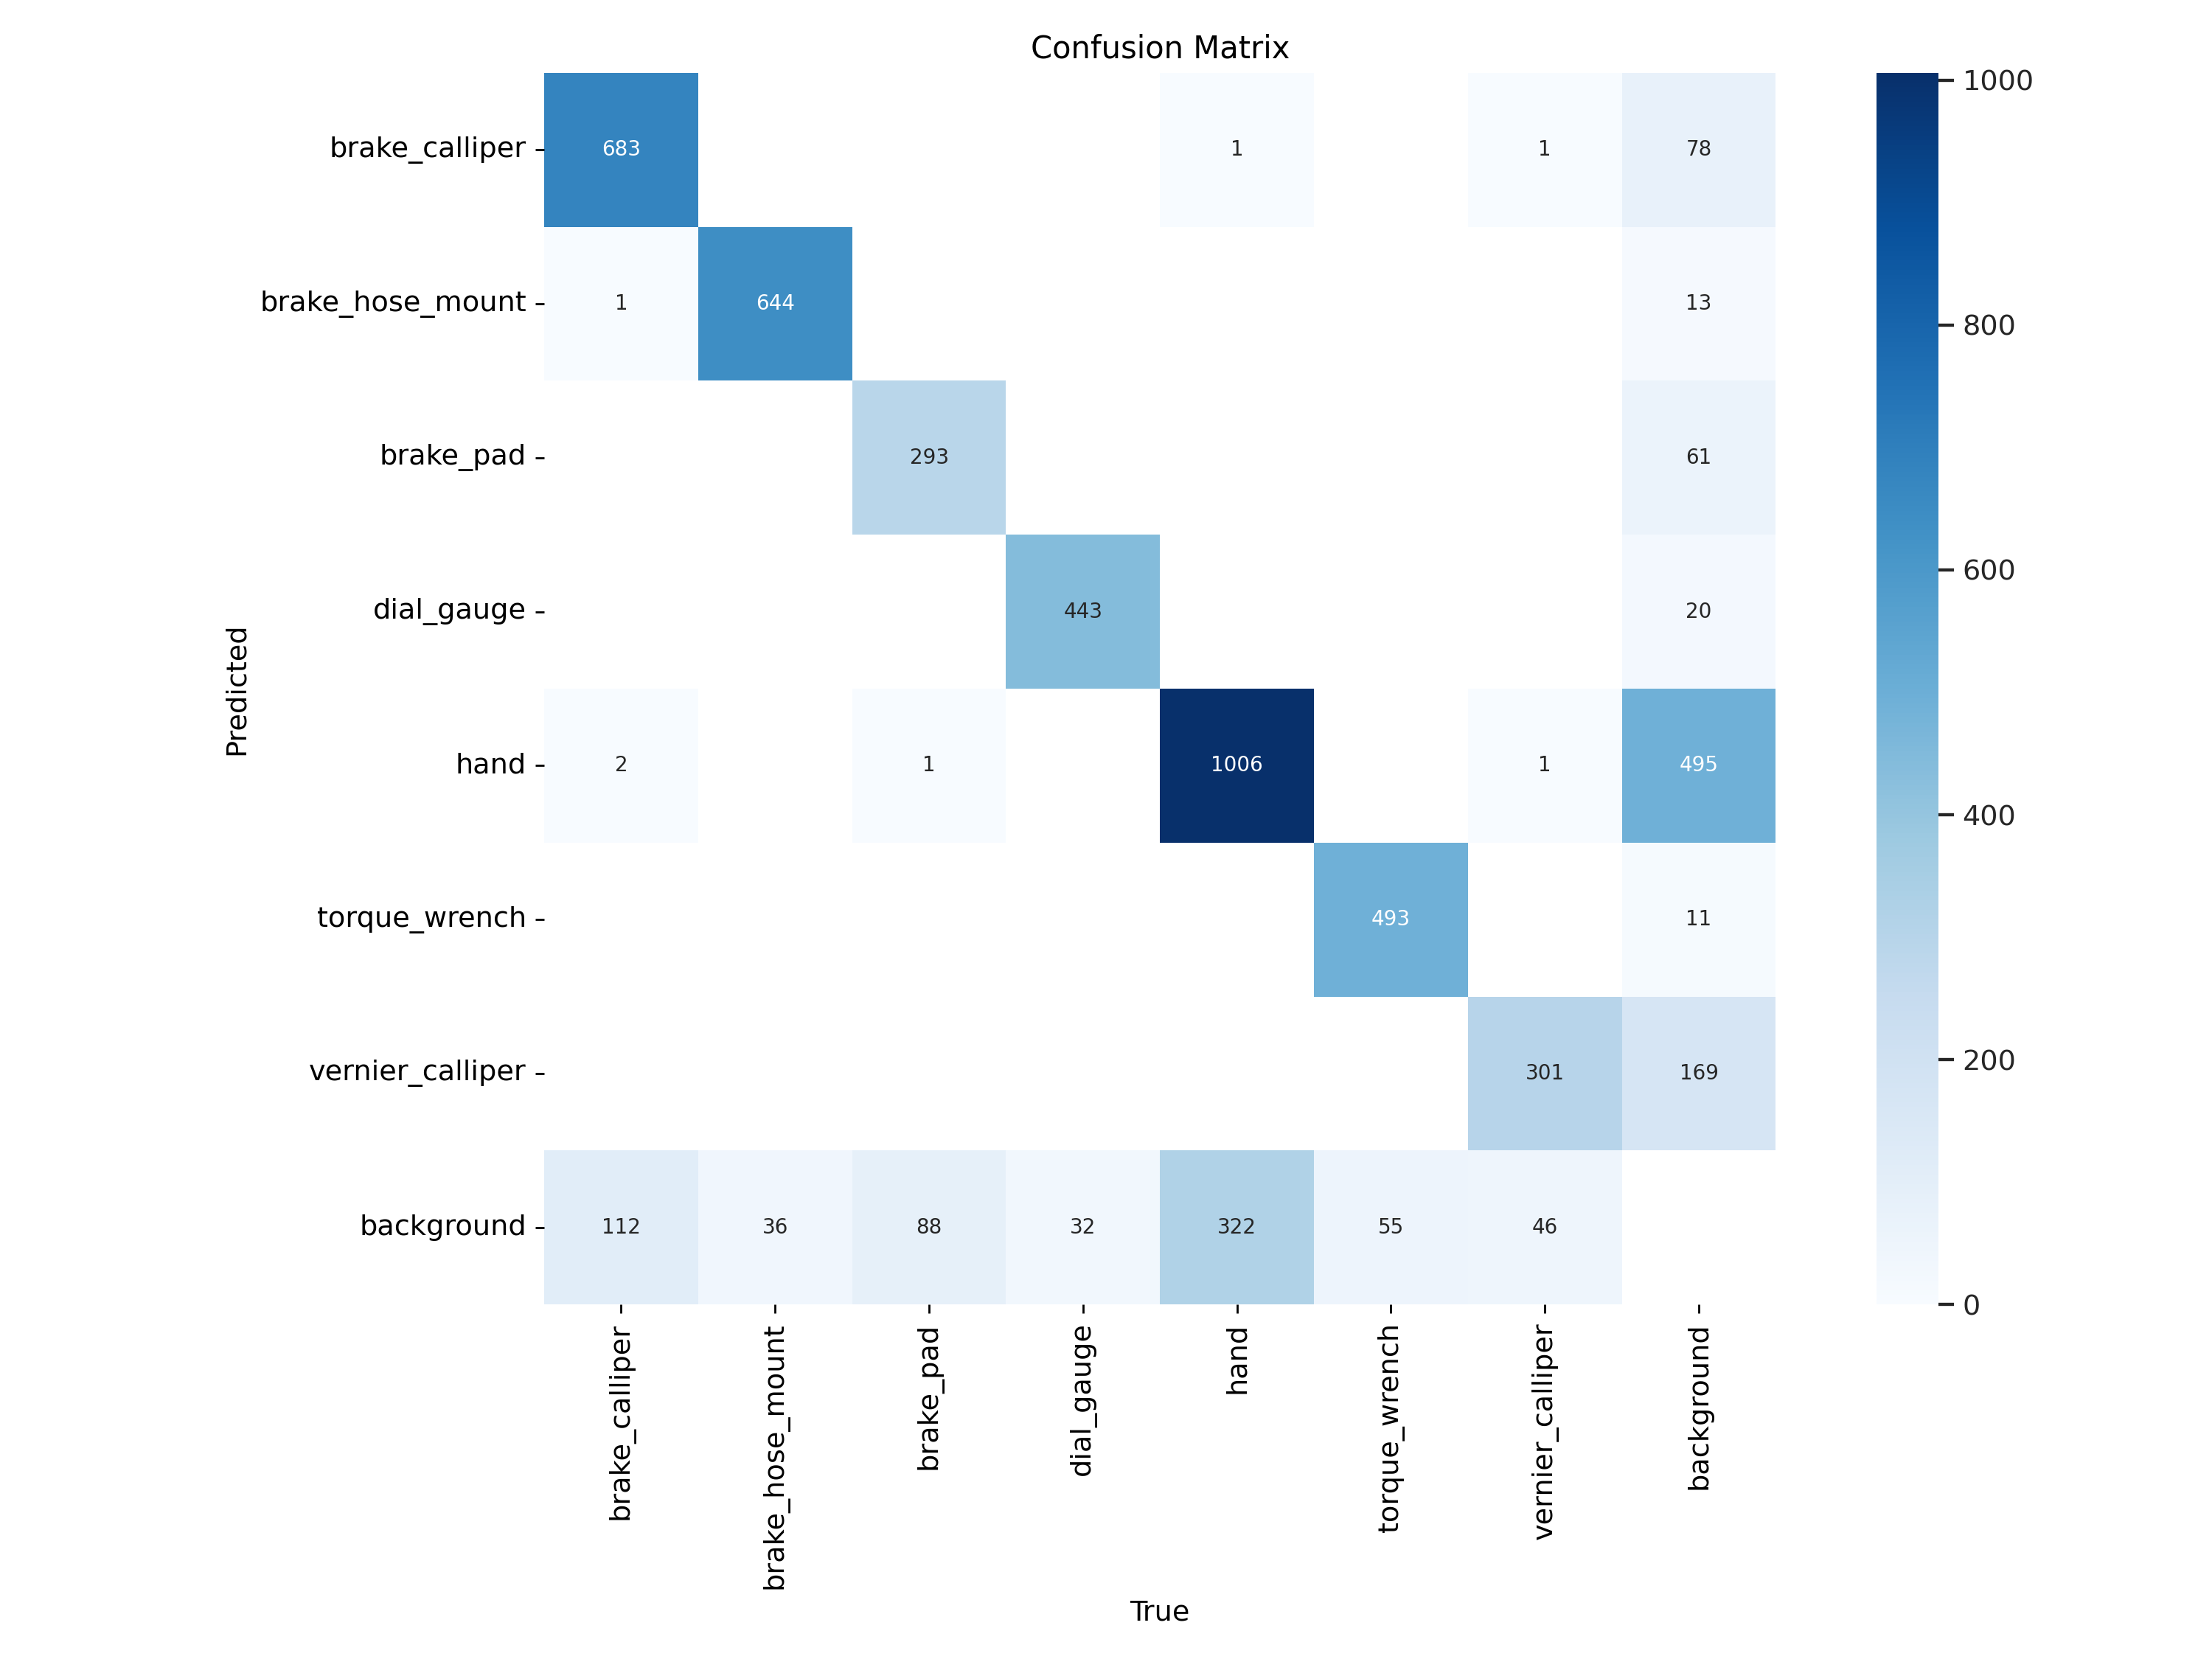 Confusion Matrix
brake_calliper 683 1 1 78
brake_hose_mount 1 644 13
brake_pad 293 61
dial_gauge 443 20
hand 2 1 1006 1 495
torque_wrench 493 11
vernier_calliper 301 169
background 112 36 88 32 322 55 46
Predicted
brake_calliper
brake_hose_mount
brake_pad
dial_gauge
hand
torque_wrench
vernier_calliper
background
True
1000
800
600
400
200
0